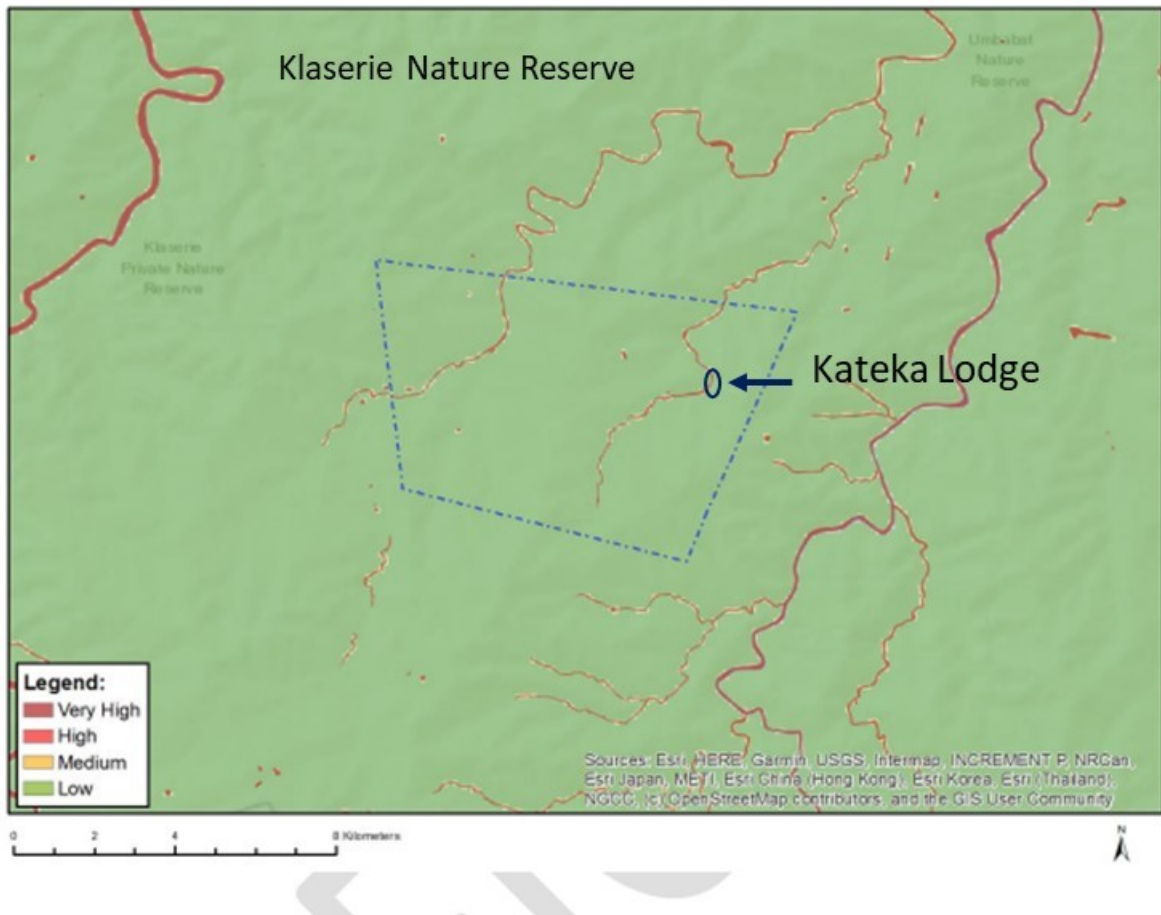 Klaserie Nature Reserve
Umbabat
Nature
Reserve
Klaserie
Private Nature
Reserve
Kateka Lodge
Legend:
Very High
High
Medium
Low
Sources: Esri, HERE, Garmin, USGS, Intermap, INCREMENT P, NRCan,
Esri Japan, METI, Esri China (Hong Kong), Esri Korea, Esri (Thailand),
NGCC, (c) OpenStreetMap contributors, and the GIS User Community
0 2 4 8 Kilometers
N